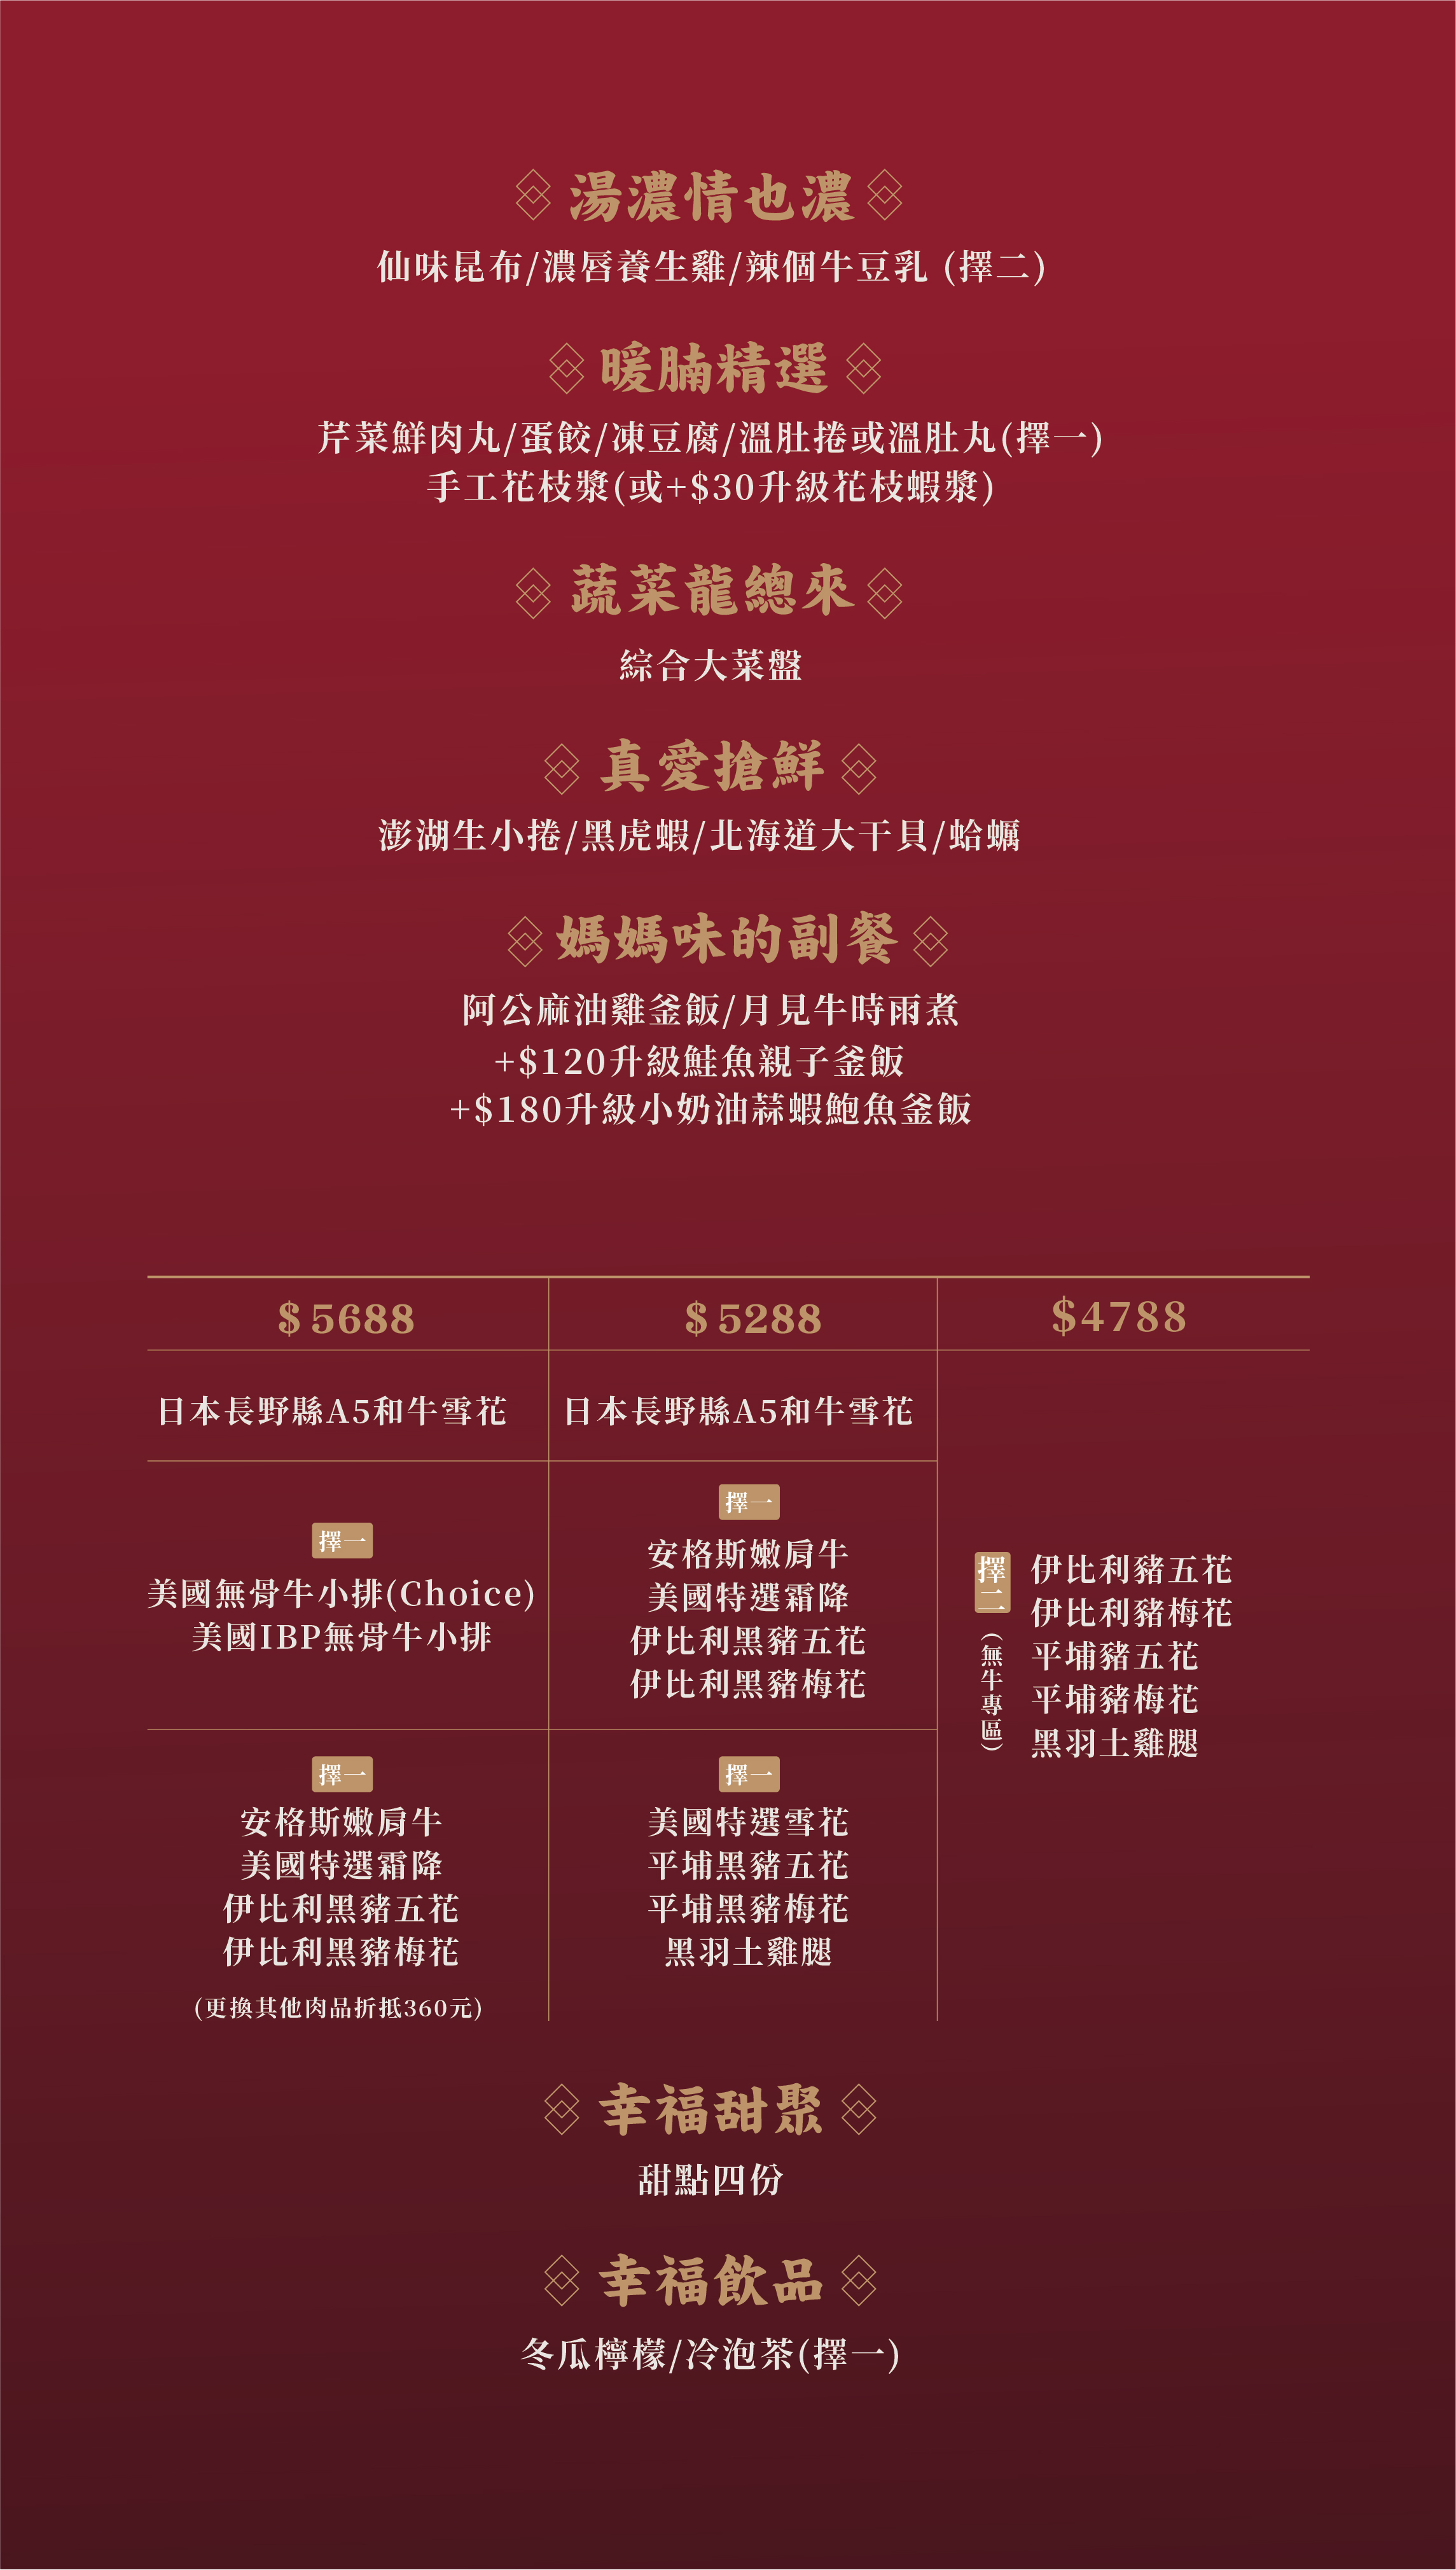 湯濃情也濃
仙味昆布/濃唇養生雞/辣個牛豆乳 (擇二)
暖腩精選
芹菜鮮肉丸/蛋餃/凍豆腐/溫肚捲或溫肚丸(擇一)
手工花枝漿(或+$30升級花枝蝦漿)
蔬菜龍總來
綜合大菜盤
真愛搶鮮
澎湖生小捲/黑虎蝦/北海道大干貝/蛤蠣
媽媽味的副餐
阿公麻油雞釜飯/月見牛時雨煮
+$120升級鮭魚親子釜飯
+$180升級小奶油蒜蝦鮑魚釜飯
$ 5688
日本長野縣A5和牛雪花
擇一
美國無骨牛小排(Choice)
美國IBP無骨牛小排
擇一
安格斯嫩肩牛
美國特選霜降
伊比利黑豬五花
伊比利黑豬梅花
(更換其他肉品折抵360元)
$ 5288
日本長野縣A5和牛雪花
擇一
安格斯嫩肩牛
美國特選霜降
伊比利黑豬五花
伊比利黑豬梅花
擇一
美國特選雪花
平埔黑豬五花
平埔黑豬梅花
黑羽土雞腿
$4788
擇二
(無牛專區)
伊比利豬五花
伊比利豬梅花
平埔豬五花
平埔豬梅花
黑羽土雞腿
幸福甜聚
甜點四份
幸福飲品
冬瓜檸檬/冷泡茶(擇一)